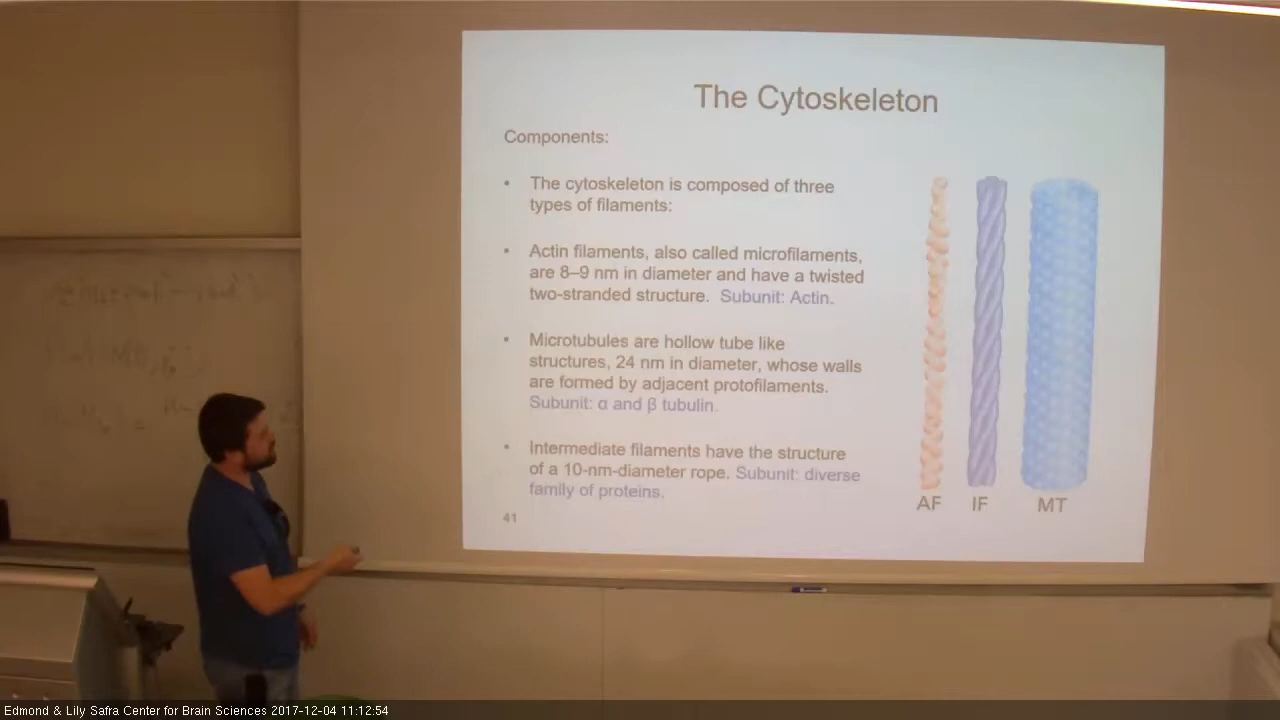 The Cytoskeleton
Components:
• The cytoskeleton is composed of three
types of filaments:
• Actin filaments, also called microfilaments,
are 8–9 nm in diameter and have a twisted
two-stranded structure. Subunit: Actin.
• Microtubules are hollow tube like
structures, 24 nm in diameter, whose walls
are formed by adjacent protofilaments.
Subunit: α and β tubulin.
• Intermediate filaments have the structure
of a 10-nm-diameter rope. Subunit: diverse
family of proteins.
41
AF IF MT
Edmond & Lily Safra Center for Brain Sciences 2017-12-04 11:12:54